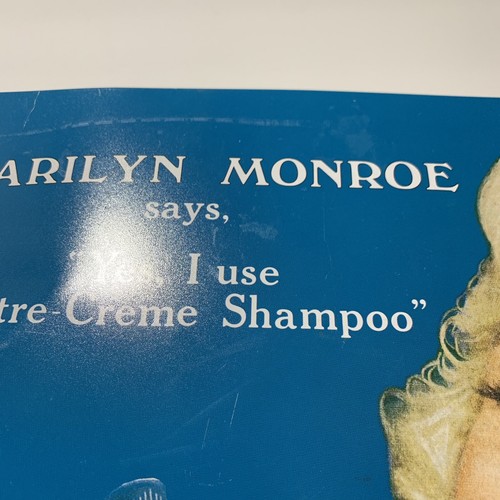 ARILYN MONROE
says,
"Yes, I use
tre-Creme Shampoo"